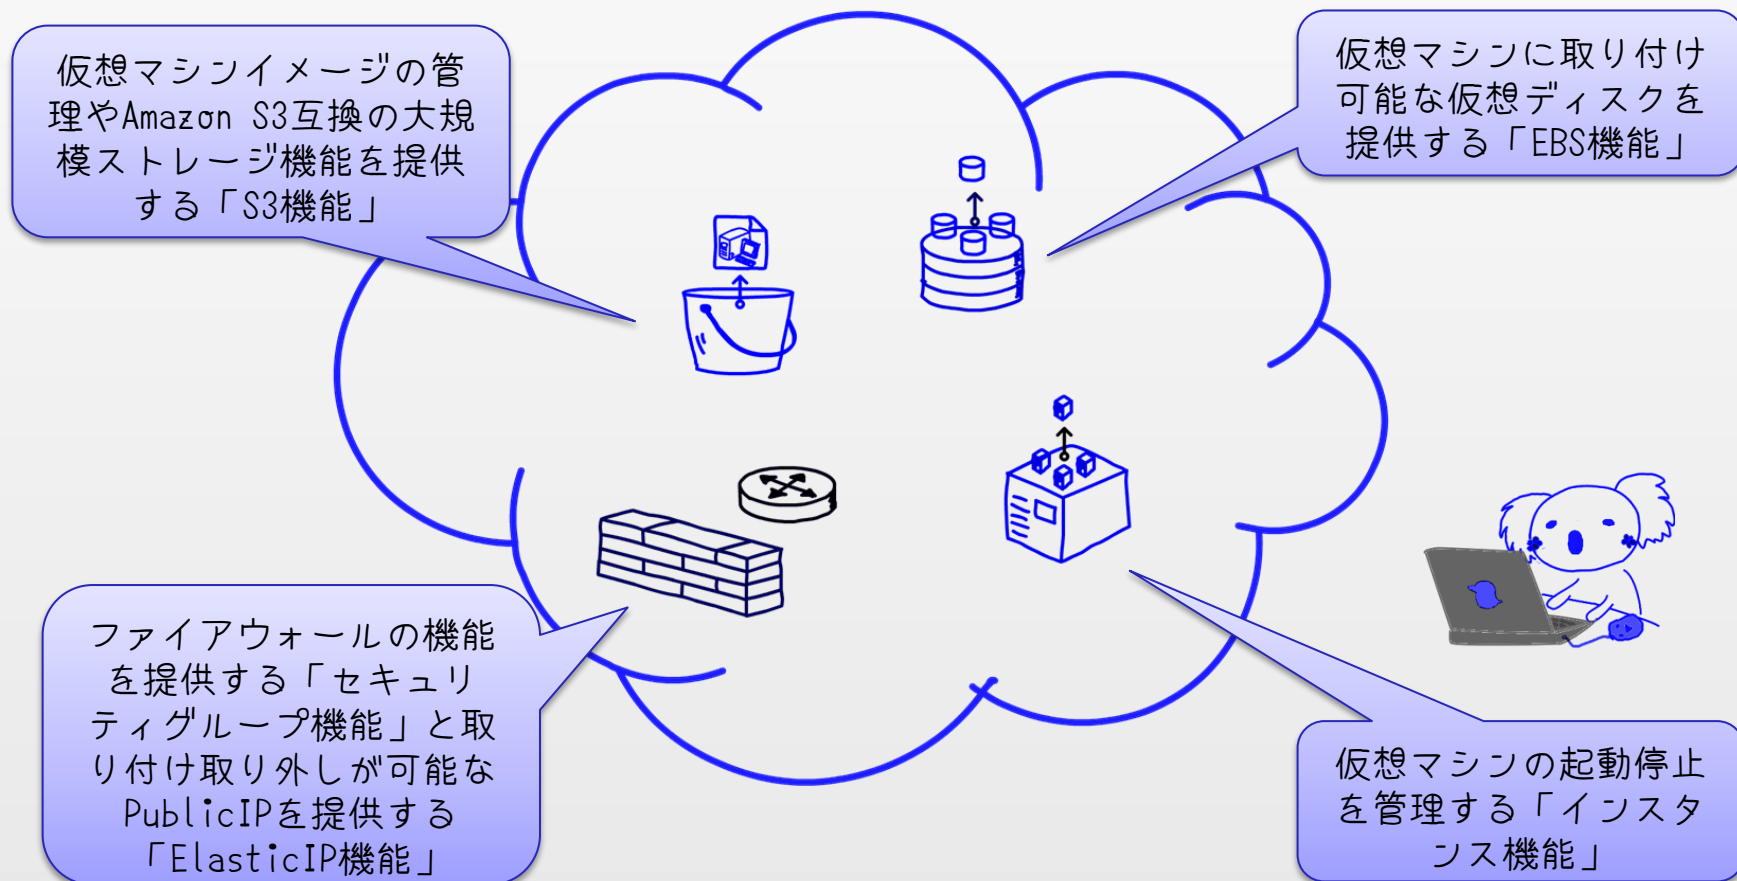 仮想マシンイメージの管
理やAmazon S3互換の大規
模ストレージ機能を提供
する「S3機能」
仮想マシンに取り付け
可能な仮想ディスクを
提供する「EBS機能」
ファイアウォールの機能
を提供する「セキュリ
ティグループ機能」と取
り付け取り外しが可能な
PublicIPを提供する
「ElasticIP機能」
仮想マシンの起動停止
を管理する「インスタ
ンス機能」